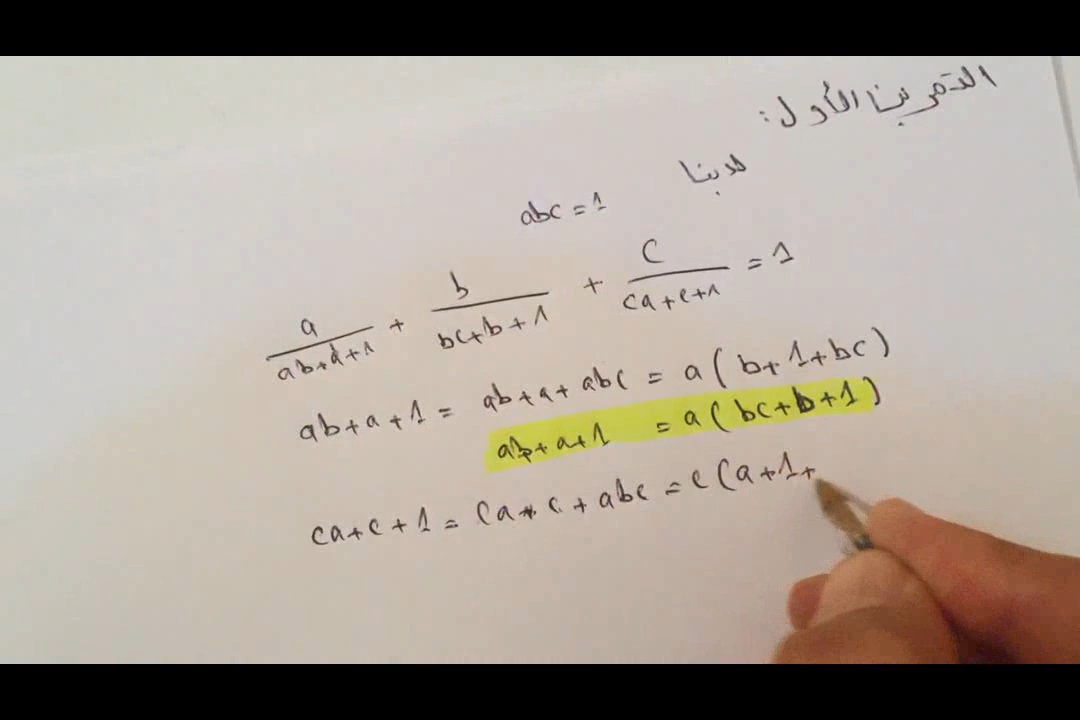 التمرين الأول:
لدينا abc = 1
a/(ab+a+1) + b/(bc+b+1) + c/(ca+c+1) = 1
ab+a+1 = ab+a+abc = a(b+1+bc)
ab+a+1 = a(bc+b+1)
ca+c+1 = ca+c+abc = c(a+1+